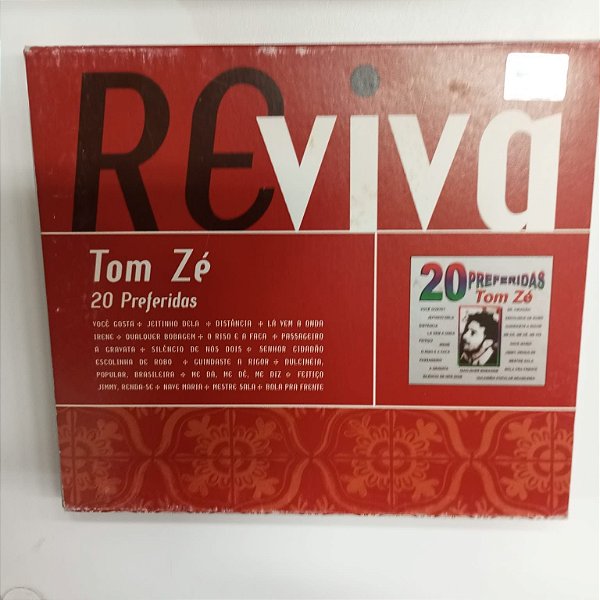 REviva
Tom Zé
20 Preferidas
VOCÊ GOSTA + JEITINHO DELA + DISTÂNCIA + LÁ VEM A ONDA
IRENE + QUALQUER BOBAGEM + O RISO E A FACA + PASSAGEIRO
A GRAVATA + SILÊNCIO DE NÓS DOIS + SENHOR CIDADÃO
ESCOLINHA DE ROBÔ + GUINDASTE A RIGOR + DULCINÉIA,
POPULAR, BRASILEIRA + ME DÁ, ME DÊ, ME DIZ + FEITIÇO
JIMMY, RENDA-SE + NAVE MARIA + MESTRE SALA + BOLA PRA FRENTE
20 PREFERIDAS
Tom Zé